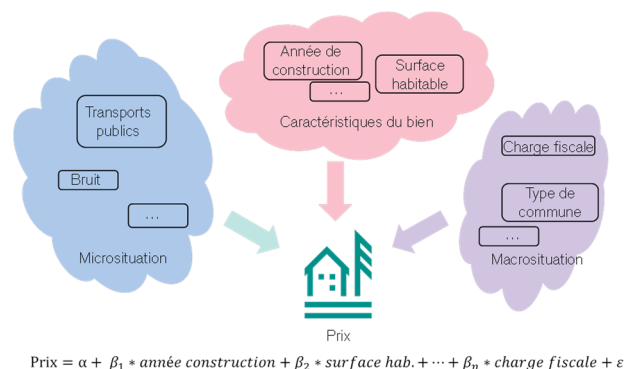 Année de
construction
Surface
habitable
...
Caractéristiques du bien
Transports
publics
Bruit
...
Microsituation
Charge fiscale
Type de
commune
...
Macrosituation
Prix
Prix = α + β₁ * année construction + β₂ * surface hab. + ⋯ + βₙ * charge fiscale + ε